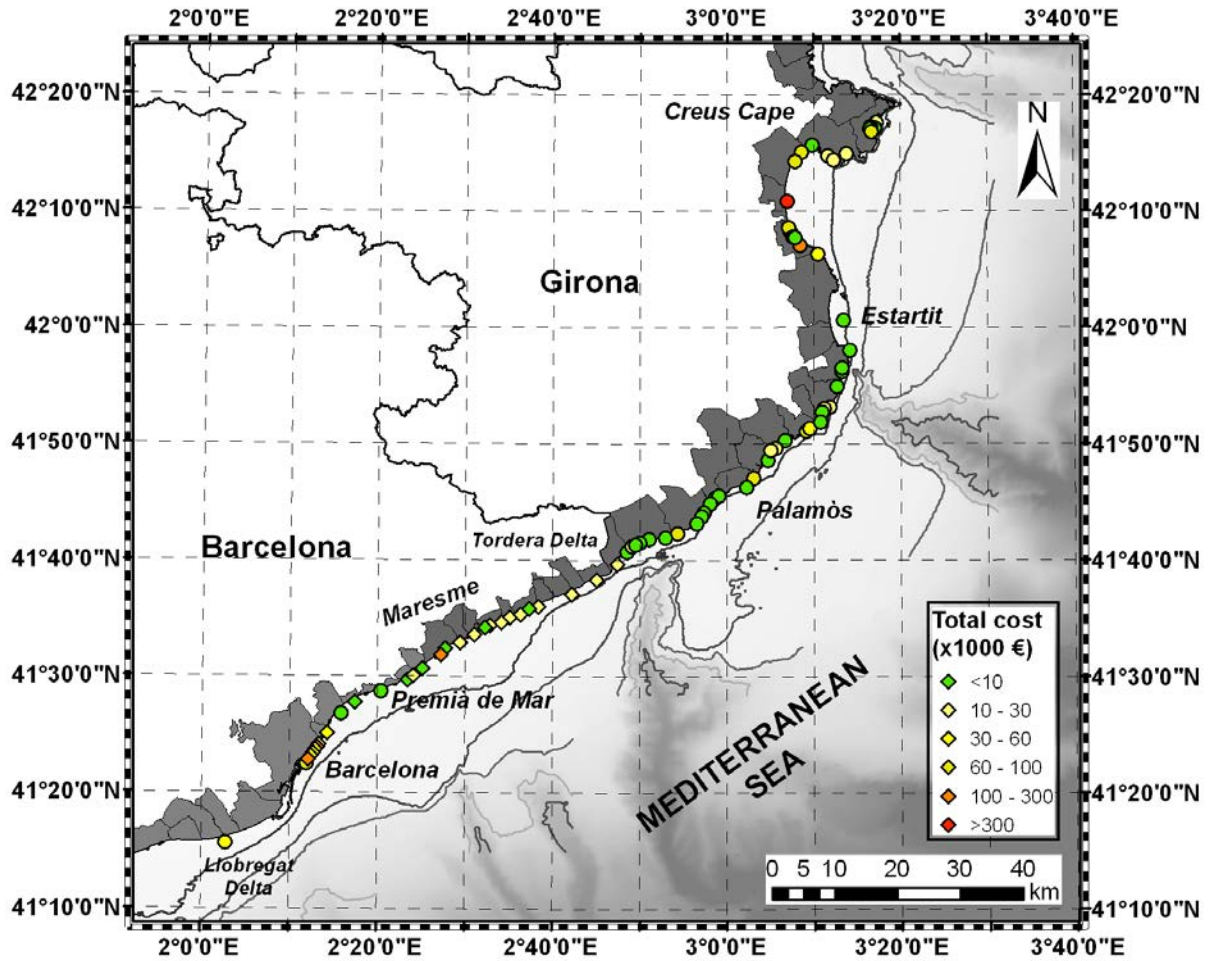 2°0'0"E 2°20'0"E 2°40'0"E 3°0'0"E 3°20'0"E 3°40'0"E
42°20'0"N 42°20'0"N
Creus Cape
N
42°10'0"N 42°10'0"N
Girona
42°0'0"N Estartit 42°0'0"N
41°50'0"N 41°50'0"N
Palamòs
Barcelona Tordera Delta
41°40'0"N 41°40'0"N
Maresme
Total cost
(x1000 €)
<10
10 - 30
30 - 60
60 - 100
100 - 300
>300
41°30'0"N 41°30'0"N
Premià de Mar
MEDITERRANEAN
SEA
Barcelona
41°20'0"N 41°20'0"N
Llobregat
Delta
0 5 10 20 30 40
km
41°10'0"N 41°10'0"N
2°0'0"E 2°20'0"E 2°40'0"E 3°0'0"E 3°20'0"E 3°40'0"E